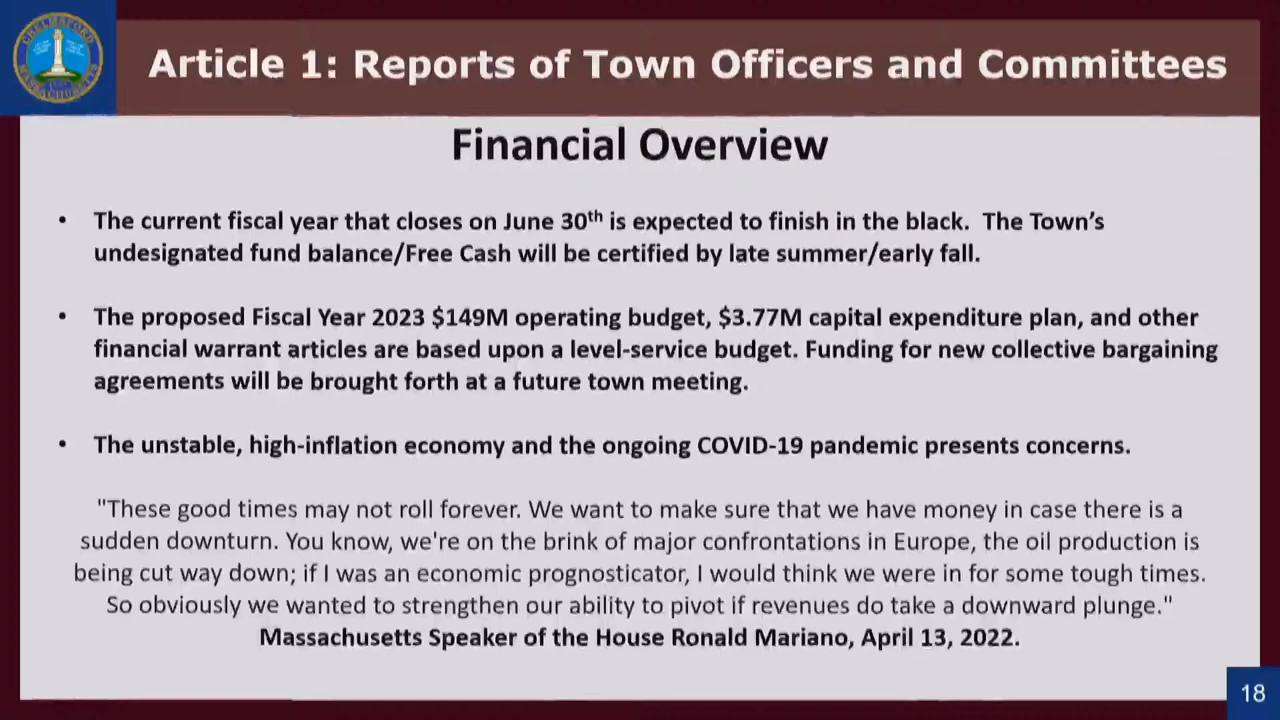 CHELMSFORD
MASSACHUSETTS
Article 1: Reports of Town Officers and Committees
Financial Overview
• The current fiscal year that closes on June 30th is expected to finish in the black. The Town’s
undesignated fund balance/Free Cash will be certified by late summer/early fall.
• The proposed Fiscal Year 2023 $149M operating budget, $3.77M capital expenditure plan, and other
financial warrant articles are based upon a level-service budget. Funding for new collective bargaining
agreements will be brought forth at a future town meeting.
• The unstable, high-inflation economy and the ongoing COVID-19 pandemic presents concerns.
"These good times may not roll forever. We want to make sure that we have money in case there is a
sudden downturn. You know, we're on the brink of major confrontations in Europe, the oil production is
being cut way down; if I was an economic prognosticator, I would think we were in for some tough times.
So obviously we wanted to strengthen our ability to pivot if revenues do take a downward plunge."
Massachusetts Speaker of the House Ronald Mariano, April 13, 2022.
18